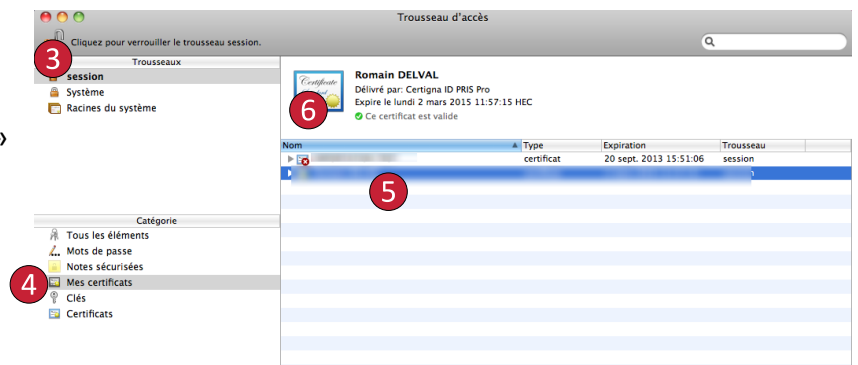 Trousseau d'accès
Cliquez pour verrouiller le trousseau session.
3
Trousseaux
session
Système
Racines du système
»
6
Romain DELVAL
Délivré par: Certigna ID PRIS Pro
Expire le lundi 2 mars 2015 11:57:15 HEC
Ce certificat est valide
Nom Type Expiration Trousseau
certificat 20 sept. 2013 15:51:06 session
5
Catégorie
Tous les éléments
Mots de passe
Notes sécurisées
4 Mes certificats
Clés
Certificats